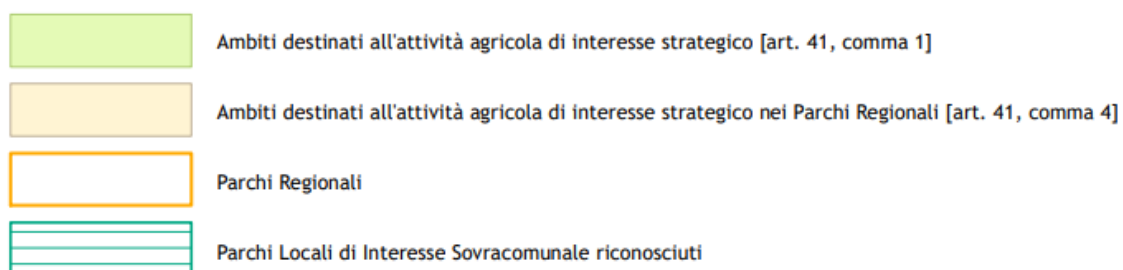 Ambiti destinati all'attività agricola di interesse strategico [art. 41, comma 1]
Ambiti destinati all'attività agricola di interesse strategico nei Parchi Regionali [art. 41, comma 4]
Parchi Regionali
Parchi Locali di Interesse Sovracomunale riconosciuti